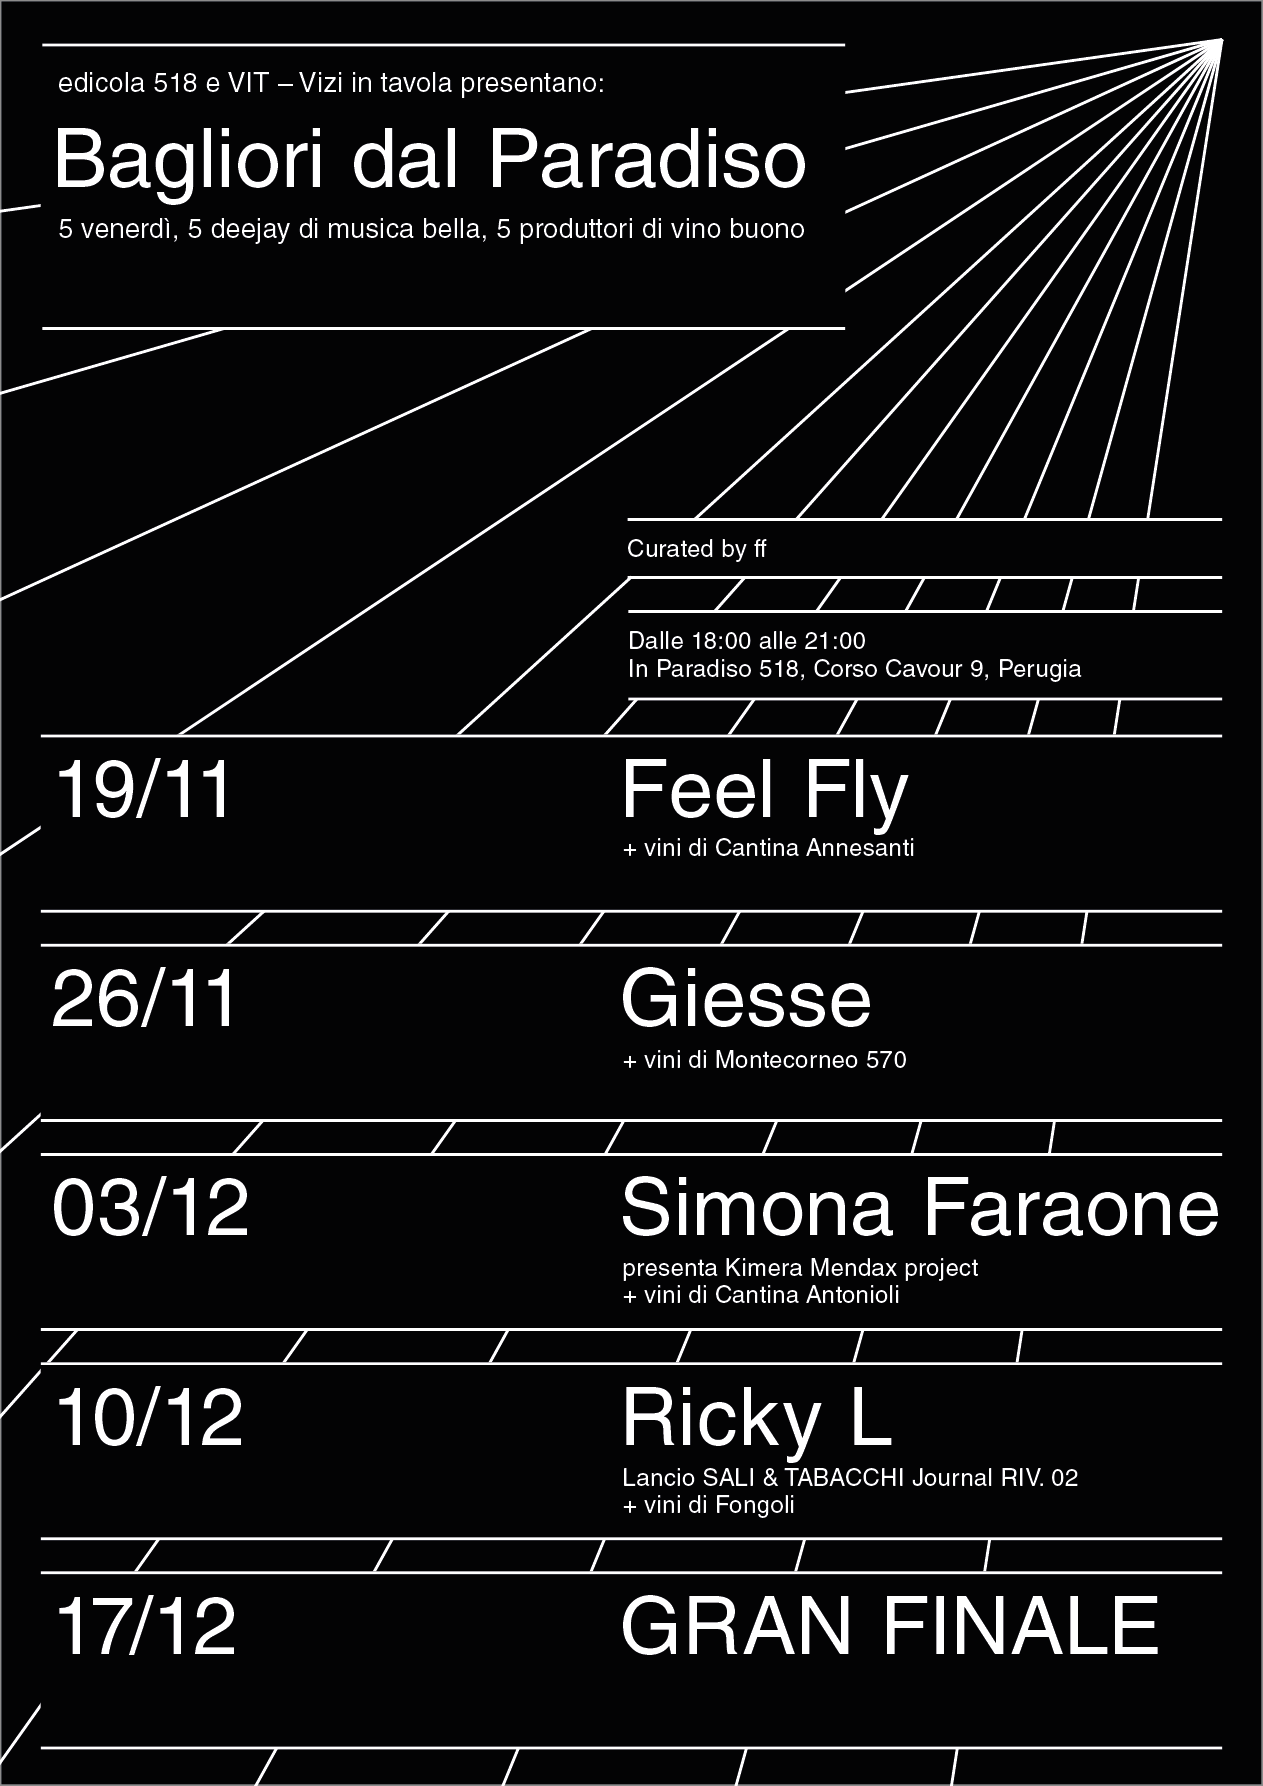 edicola 518 e VIT – Vizi in tavola presentano:
Bagliori dal Paradiso
5 venerdì, 5 deejay di musica bella, 5 produttori di vino buono
Curated by ff
Dalle 18:00 alle 21:00
In Paradiso 518, Corso Cavour 9, Perugia
19/11
Feel Fly
+ vini di Cantina Annesanti
26/11
Giesse
+ vini di Montecorneo 570
03/12
Simona Faraone
presenta Kimera Mendax project
+ vini di Cantina Antonioli
10/12
Ricky L
Lancio SALI & TABACCHI Journal RIV. 02
+ vini di Fongoli
17/12
GRAN FINALE